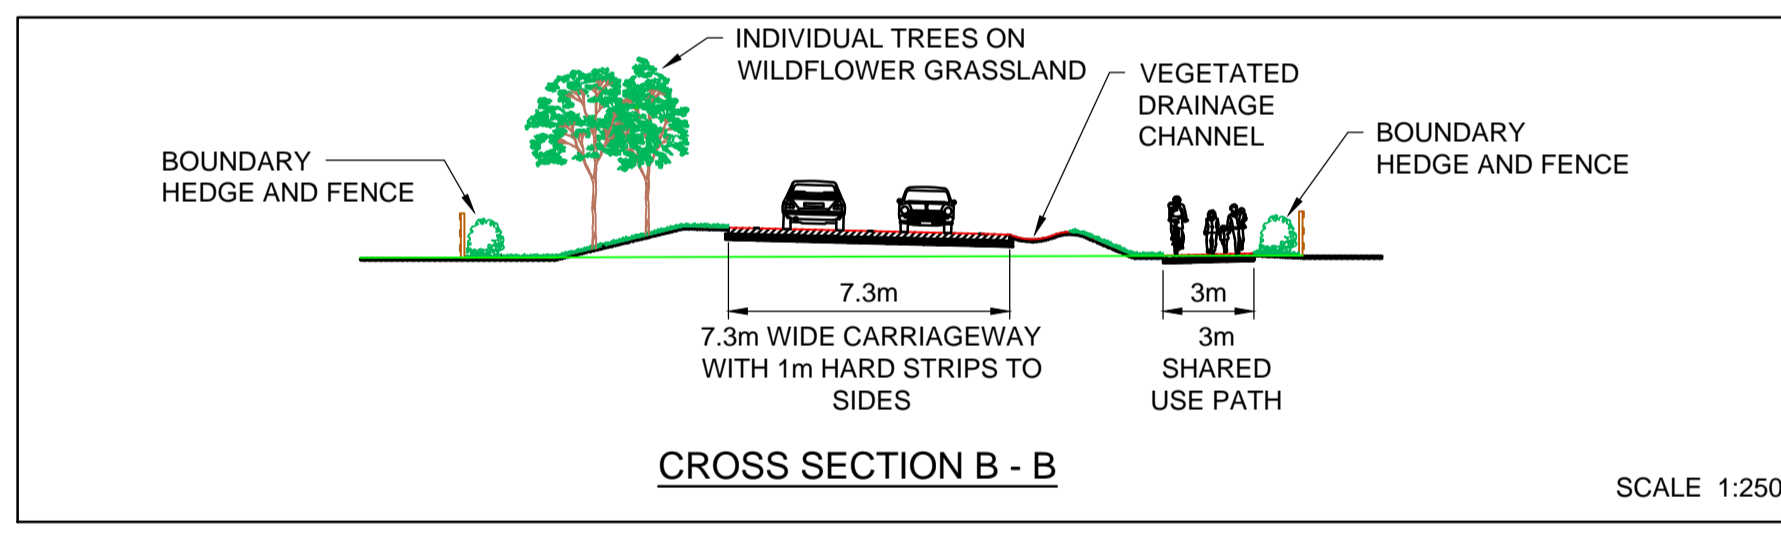 INDIVIDUAL TREES ON
WILDFLOWER GRASSLAND
VEGETATED
DRAINAGE
CHANNEL
BOUNDARY
HEDGE AND FENCE
BOUNDARY
HEDGE AND FENCE
7.3m
7.3m WIDE CARRIAGEWAY
WITH 1m HARD STRIPS TO
SIDES
3m
3m
SHARED
USE PATH
CROSS SECTION B - B
SCALE 1:250